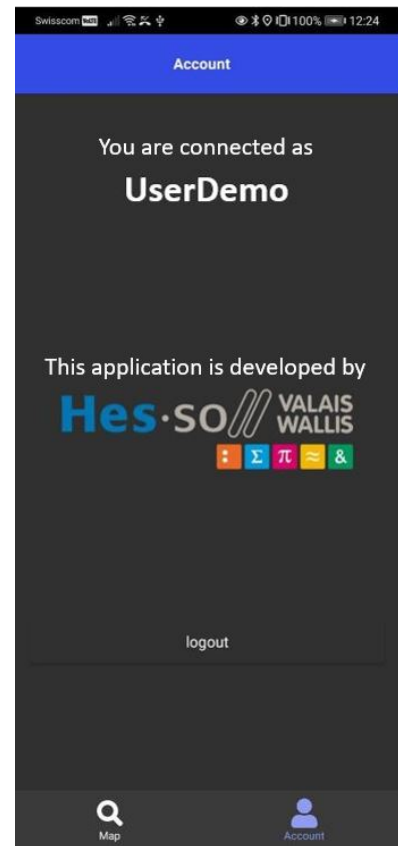 Swisscom 100% 12:24
Account
You are connected as
UserDemo
This application is developed by
Hes·so VALAIS
WALLIS
: Σ π ≈ &
logout
Map Account